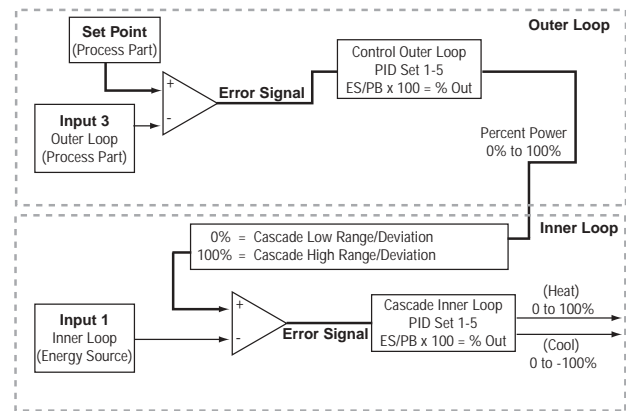 Outer Loop
Set Point
(Process Part)
+
-
Error Signal
Control Outer Loop
PID Set 1-5
ES/PB x 100 = % Out
Input 3
Outer Loop
(Process Part)
Percent Power
0% to 100%
Inner Loop
0% = Cascade Low Range/Deviation
100% = Cascade High Range/Deviation
Input 1
Inner Loop
(Energy Source)
+
-
Error Signal
Cascade Inner Loop
PID Set 1-5
ES/PB x 100 = % Out
(Heat)
0 to 100%
(Cool)
0 to -100%